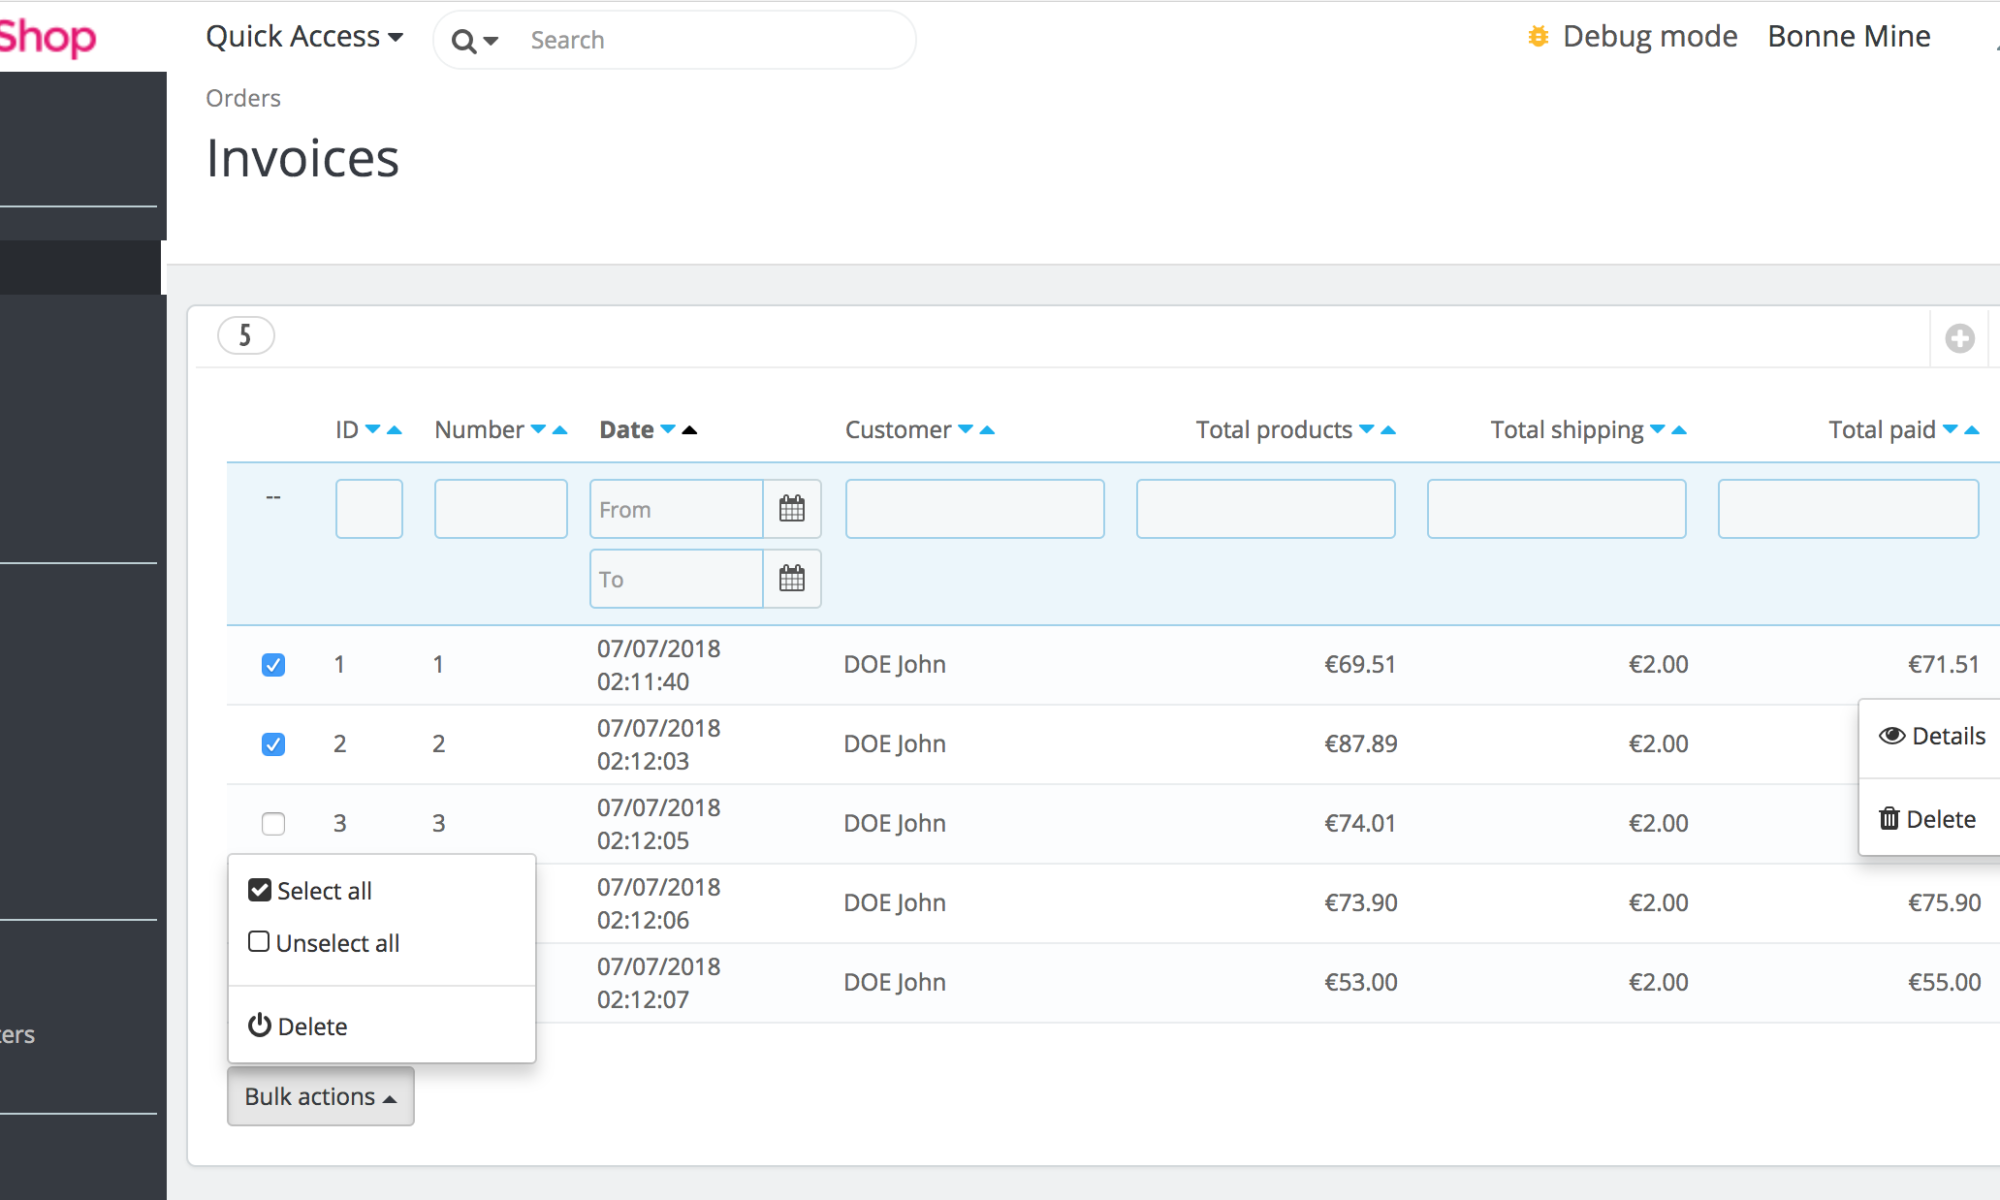 Shop
Quick Access
Search
Debug mode
Bonne Mine
Orders
Invoices
5
ID Number Date Customer Total products Total shipping Total paid
--
From
To
1 1 07/07/2018 02:11:40 DOE John €69.51 €2.00 €71.51
2 2 07/07/2018 02:12:03 DOE John €87.89 €2.00
Details
3 3 07/07/2018 02:12:05 DOE John €74.01 €2.00
Delete
07/07/2018 02:12:06 DOE John €73.90 €2.00 €75.90
07/07/2018 02:12:07 DOE John €53.00 €2.00 €55.00
Select all
Unselect all
Delete
ers
Bulk actions